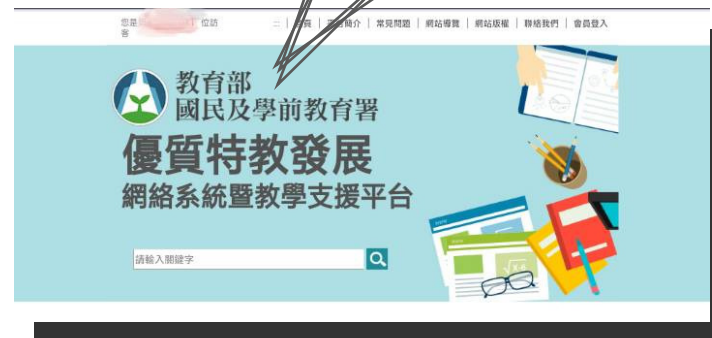 您是 位訪
客
:::｜ 頁｜ 簡介｜常見問題｜網站導覽｜網站版權｜聯絡我們｜會員登入
教育部
國民及學前教育署
優質特教發展
網絡系統暨教學支援平台
請輸入關鍵字